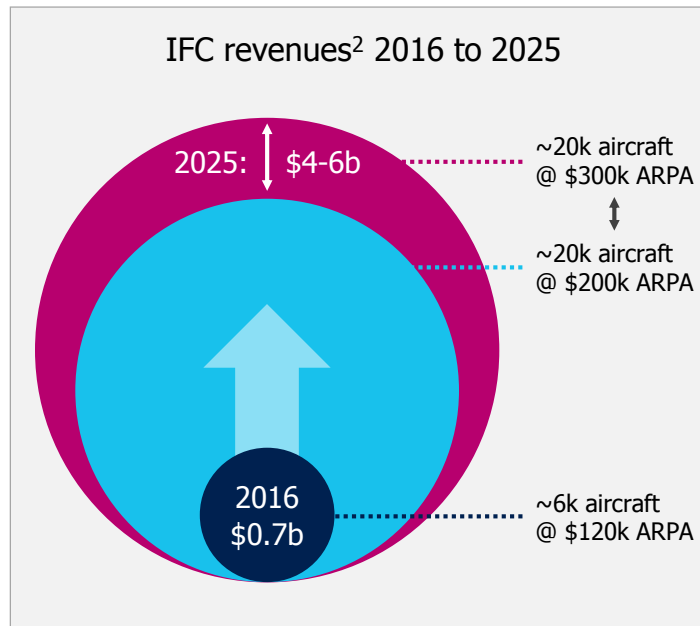 IFC revenues² 2016 to 2025
2025: $4-6b
~20k aircraft
@ $300k ARPA
~20k aircraft
@ $200k ARPA
2016
$0.7b
~6k aircraft
@ $120k ARPA